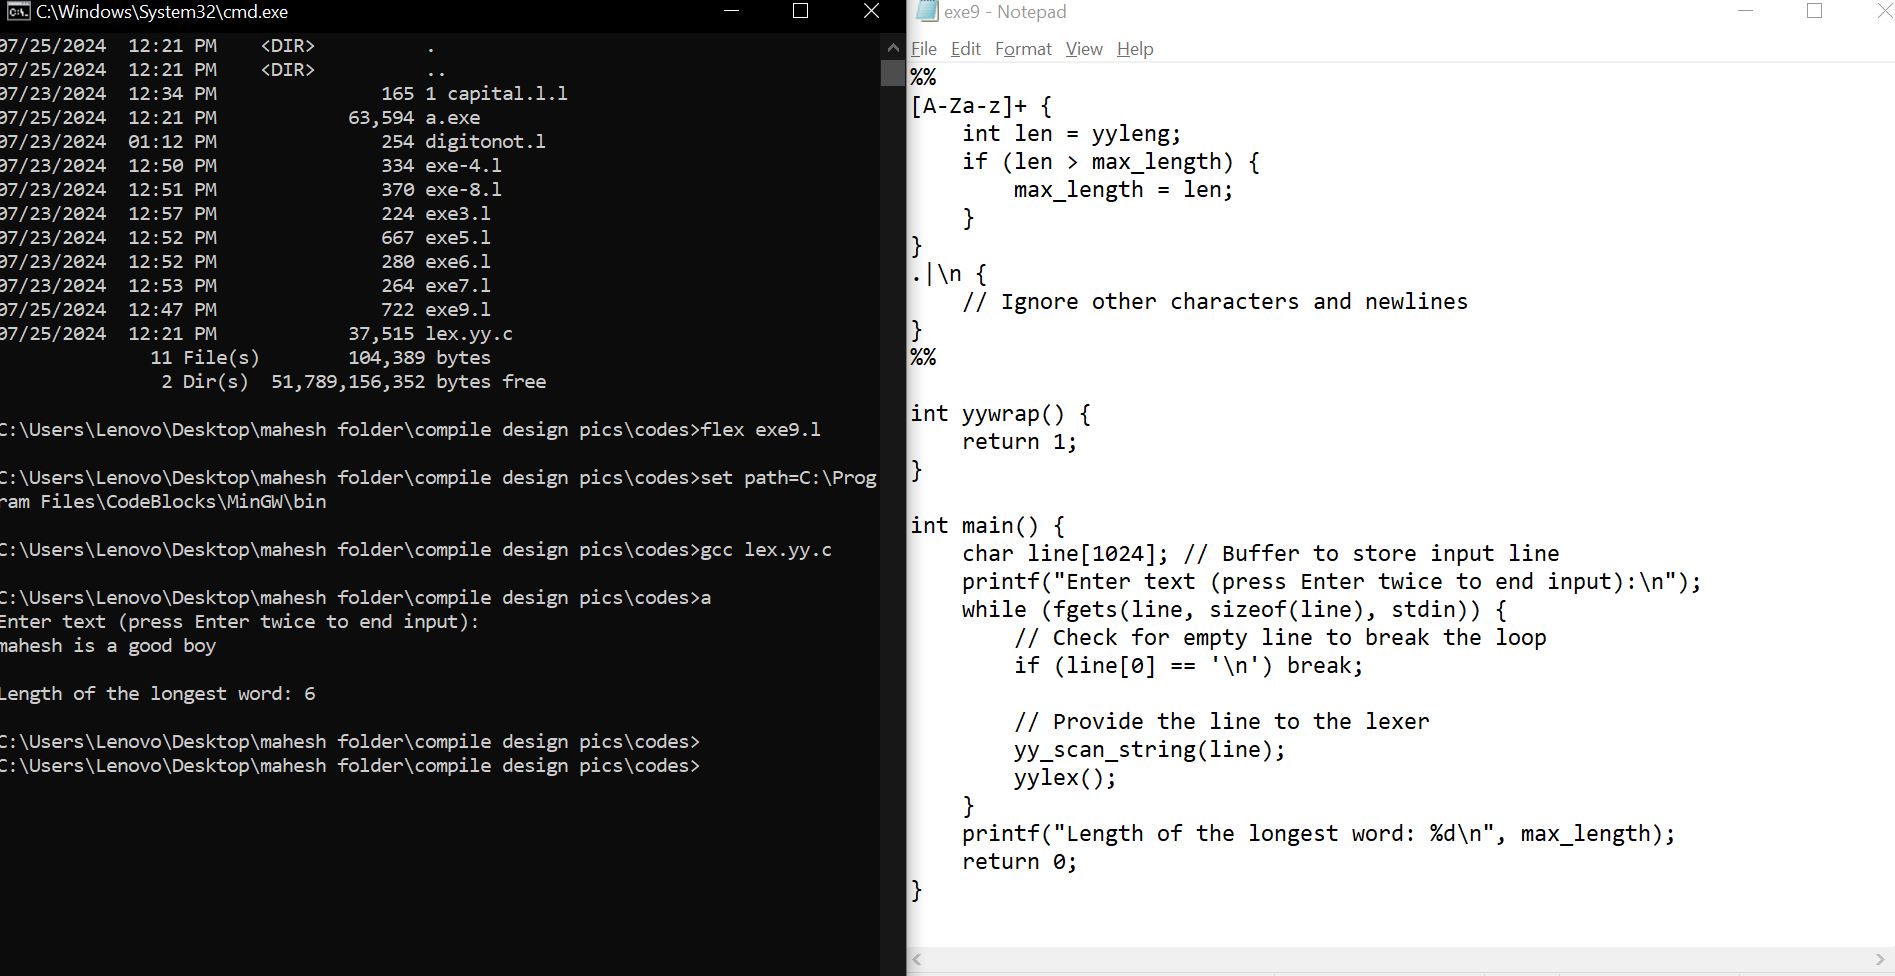 C:\Windows\System32\cmd.exe
07/25/2024  12:21 PM    <DIR>          .
07/25/2024  12:21 PM    <DIR>          ..
07/23/2024  12:34 PM               165 1 capital.l.l
07/25/2024  12:21 PM            63,594 a.exe
07/23/2024  01:12 PM               254 digitonot.l
07/23/2024  12:50 PM               334 exe-4.l
07/23/2024  12:51 PM               370 exe-8.l
07/23/2024  12:57 PM               224 exe3.l
07/23/2024  12:52 PM               667 exe5.l
07/23/2024  12:52 PM               280 exe6.l
07/23/2024  12:53 PM               264 exe7.l
07/25/2024  12:47 PM               722 exe9.l
07/25/2024  12:21 PM            37,515 lex.yy.c
11 File(s)        104,389 bytes
2 Dir(s)  51,789,156,352 bytes free
C:\Users\Lenovo\Desktop\mahesh folder\compile design pics\codes>flex exe9.l
C:\Users\Lenovo\Desktop\mahesh folder\compile design pics\codes>set path=C:\Prog
ram Files\CodeBlocks\MinGW\bin
C:\Users\Lenovo\Desktop\mahesh folder\compile design pics\codes>gcc lex.yy.c
C:\Users\Lenovo\Desktop\mahesh folder\compile design pics\codes>a
Enter text (press Enter twice to end input):
mahesh is a good boy
Length of the longest word: 6
C:\Users\Lenovo\Desktop\mahesh folder\compile design pics\codes>
C:\Users\Lenovo\Desktop\mahesh folder\compile design pics\codes>
exe9 - Notepad
File Edit Format View Help
%%
[A-Za-z]+ {
    int len = yyleng;
    if (len > max_length) {
        max_length = len;
    }
}
.|\n {
    // Ignore other characters and newlines
}
%%
int yywrap() {
    return 1;
}
int main() {
    char line[1024]; // Buffer to store input line
    printf("Enter text (press Enter twice to end input):\n");
    while (fgets(line, sizeof(line), stdin)) {
        // Check for empty line to break the loop
        if (line[0] == '\n') break;
        // Provide the line to the lexer
        yy_scan_string(line);
        yylex();
    }
    printf("Length of the longest word: %d\n", max_length);
    return 0;
}